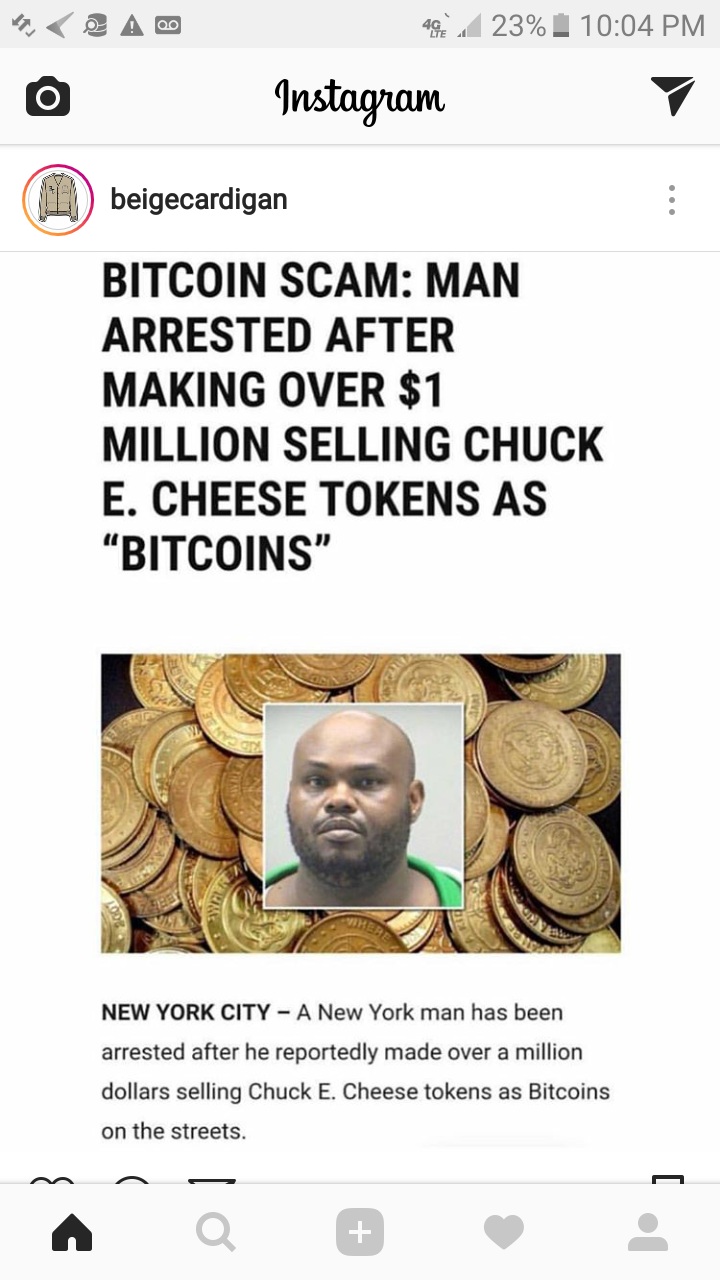 4G LTE 23% 10:04 PM
Instagram
beigecardigan
BITCOIN SCAM: MAN
ARRESTED AFTER
MAKING OVER $1
MILLION SELLING CHUCK
E. CHEESE TOKENS AS
“BITCOINS”
NEW YORK CITY – A New York man has been
arrested after he reportedly made over a million
dollars selling Chuck E. Cheese tokens as Bitcoins
on the streets.